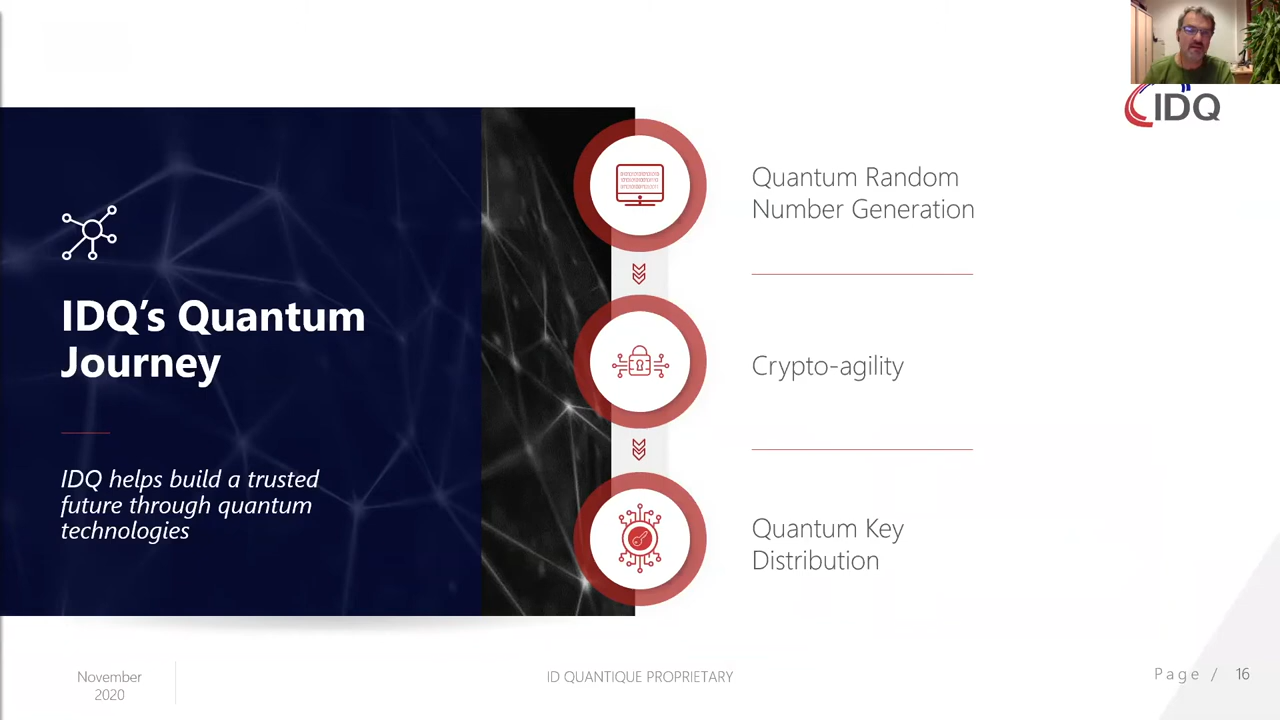 IDQ
IDQ's Quantum
Journey
IDQ helps build a trusted
future through quantum
technologies
Quantum Random
Number Generation
Crypto-agility
Quantum Key
Distribution
November
2020
ID QUANTIQUE PROPRIETARY
Page / 16